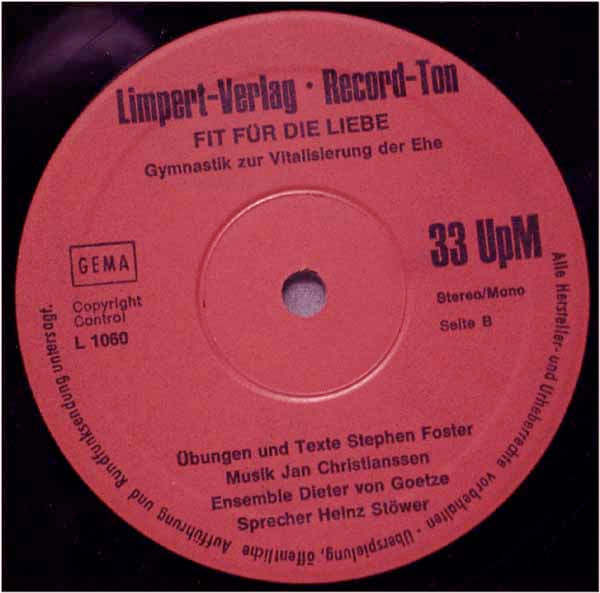 Limpert-Verlag · Record-Ton
FIT FÜR DIE LIEBE
Gymnastik zur Vitalisierung der Ehe
33 UpM
GEMA
Stereo/Mono
Copyright
Control
Seite B
L 1060
Übungen und Texte Stephen Foster
Musik Jan Christianssen
Ensemble Dieter von Goetze
Sprecher Heinz Stöwer
Alle Hersteller- und Urheberrechte vorbehalten - Überspielung, öffentliche Aufführung und Rundfunksendung untersagt.